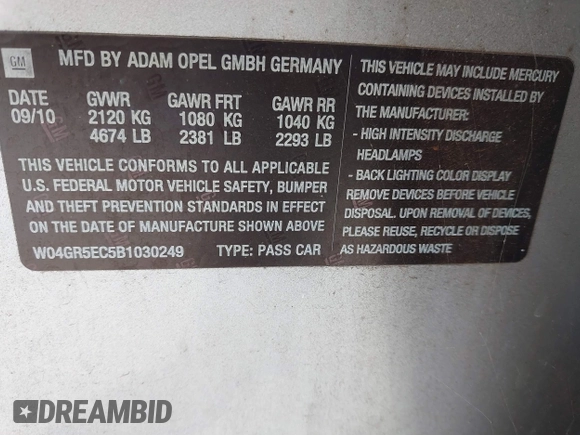 GM
MFD BY ADAM OPEL GMBH GERMANY
DATE GVWR GAWR FRT GAWR RR
09/10 2120 KG 1080 KG 1040 KG
4674 LB 2381 LB 2293 LB
THIS VEHICLE CONFORMS TO ALL APPLICABLE
U.S. FEDERAL MOTOR VEHICLE SAFETY, BUMPER
AND THEFT PREVENTION STANDARDS IN EFFECT
ON THE DATE OF MANUFACTURE SHOWN ABOVE
W04GR5EC5B1030249 TYPE: PASS CAR
THIS VEHICLE MAY INCLUDE MERCURY
CONTAINING DEVICES INSTALLED BY
THE MANUFACTURER:
- HIGH INTENSITY DISCHARGE
HEADLAMPS
- BACK LIGHTING COLOR DISPLAY
REMOVE DEVICES BEFORE VEHICLE
DISPOSAL. UPON REMOVAL OF DEVICES,
PLEASE REUSE, RECYCLE OR DISPOSE
AS HAZARDOUS WASTE
DREAMBID